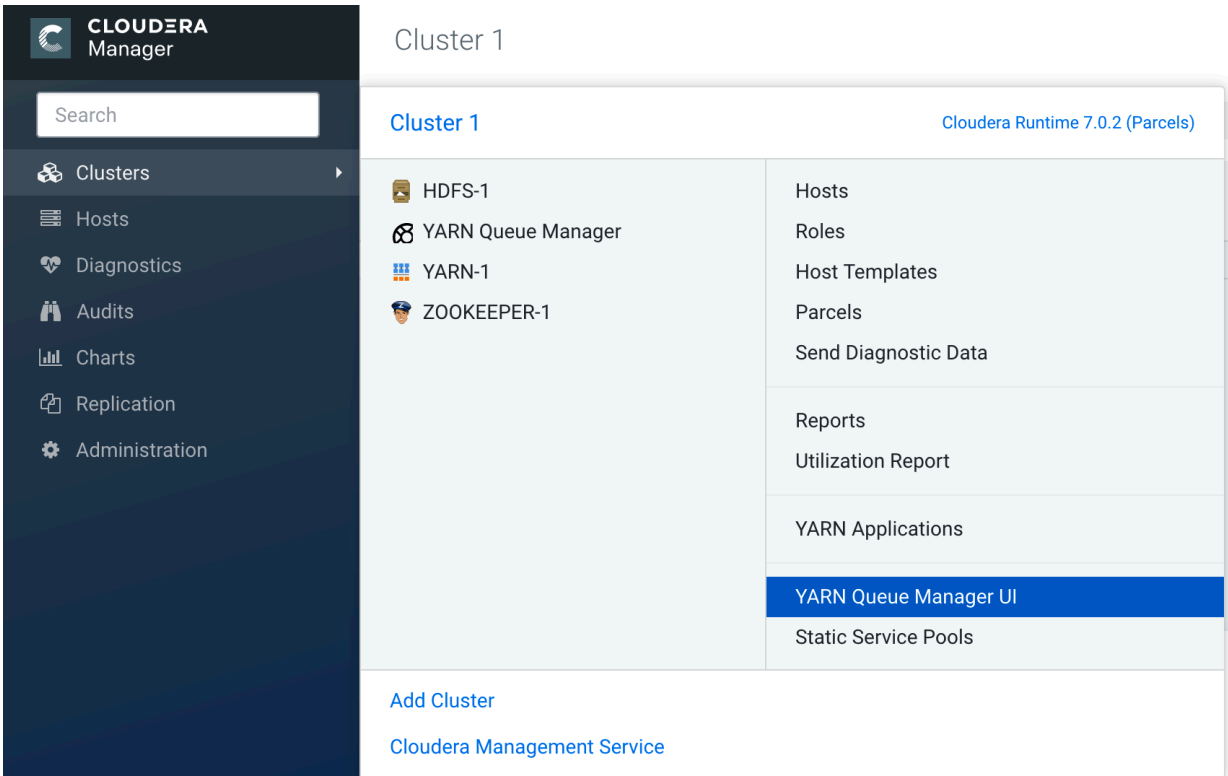 CLOUDERA
Manager
Cluster 1
Search
Clusters
Hosts
Diagnostics
Audits
Charts
Replication
Administration
Cluster 1
Cloudera Runtime 7.0.2 (Parcels)
HDFS-1
YARN Queue Manager
YARN-1
ZOOKEEPER-1
Hosts
Roles
Host Templates
Parcels
Send Diagnostic Data
Reports
Utilization Report
YARN Applications
YARN Queue Manager UI
Static Service Pools
Add Cluster
Cloudera Management Service